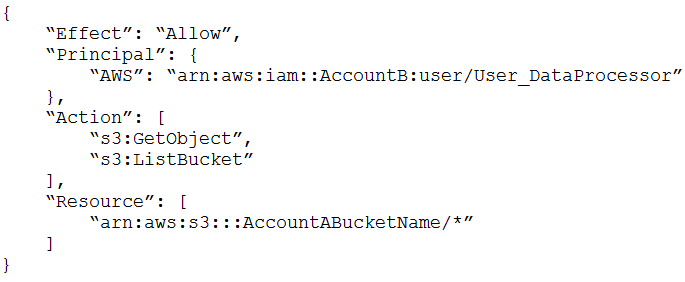 {
    “Effect”: “Allow”,
    “Principal”: {
        “AWS”: “arn:aws:iam::AccountB:user/User_DataProcessor”
    },
    “Action”: [
        “s3:GetObject”,
        “s3:ListBucket”
    ],
    “Resource”: [
        “arn:aws:s3:::AccountABucketName/*”
    ]
}